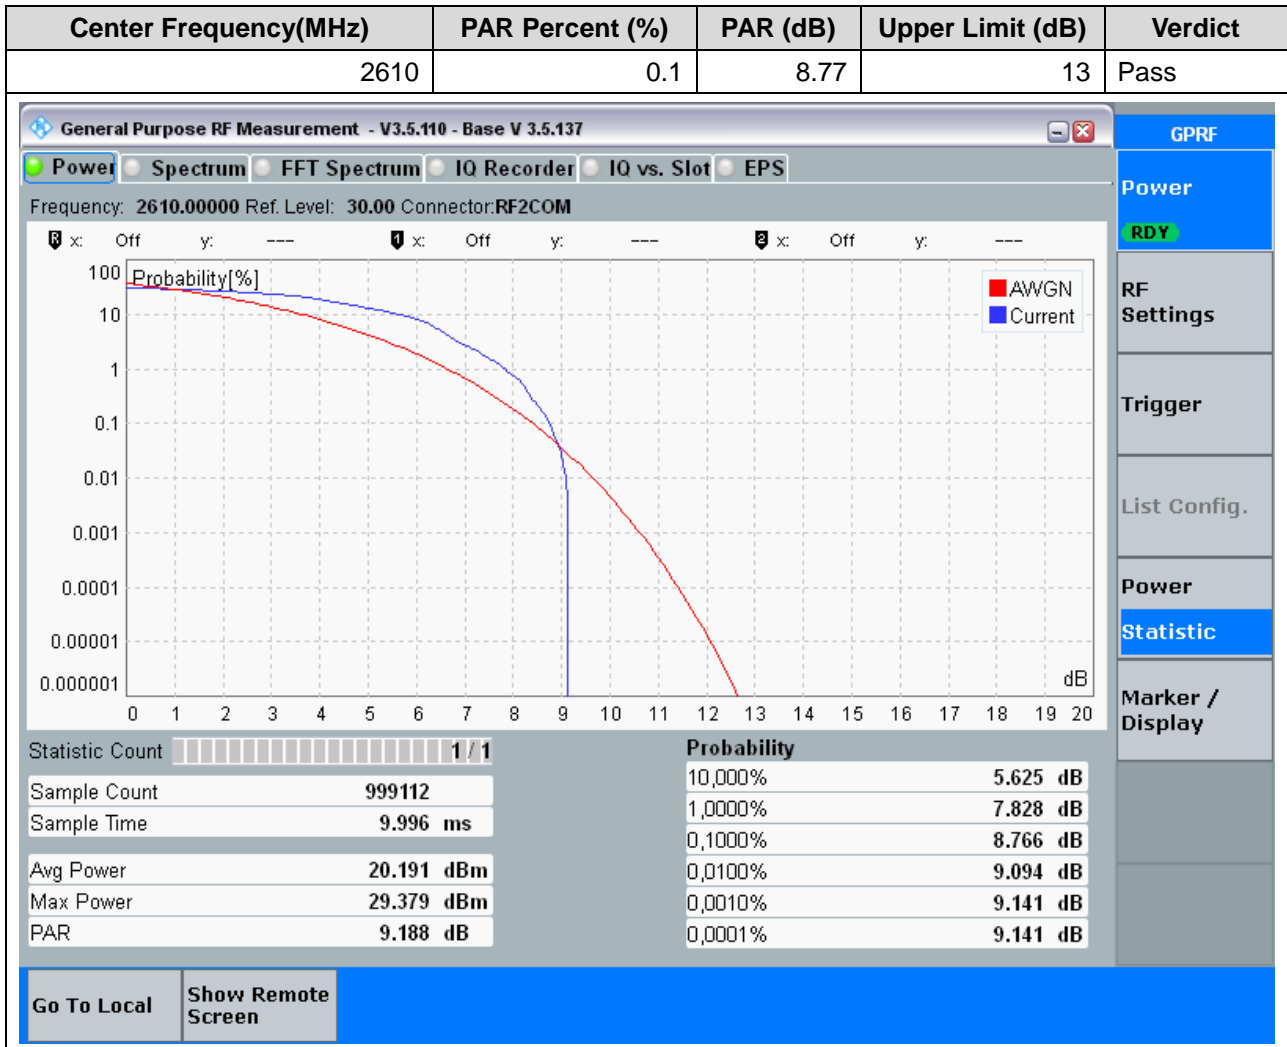 Center Frequency(MHz) PAR Percent (%) PAR (dB) Upper Limit (dB) Verdict
2610 0.1 8.77 13 Pass
General Purpose RF Measurement - V3.5.110 - Base V 3.5.137
GPRF
Power Spectrum FFT Spectrum IQ Recorder IQ vs. Slot EPS
Frequency: 2610.00000 Ref. Level: 30.00 Connector:RF2COM
R x: Off y: --- 1 x: Off y: --- 2 x: Off y: ---
Probability[%]
AWGN
Current
100
10
1
0.1
0.01
0.001
0.0001
0.00001
0.000001
dB
0 1 2 3 4 5 6 7 8 9 10 11 12 13 14 15 16 17 18 19 20
Statistic Count 1 / 1
Sample Count 999112
Sample Time 9.996 ms
Avg Power 20.191 dBm
Max Power 29.379 dBm
PAR 9.188 dB
Probability
10,000% 5.625 dB
1,0000% 7.828 dB
0,1000% 8.766 dB
0,0100% 9.094 dB
0,0010% 9.141 dB
0,0001% 9.141 dB
Power
RDY
RF
Settings
Trigger
List Config.
Power
Statistic
Marker /
Display
Go To Local
Show Remote
Screen